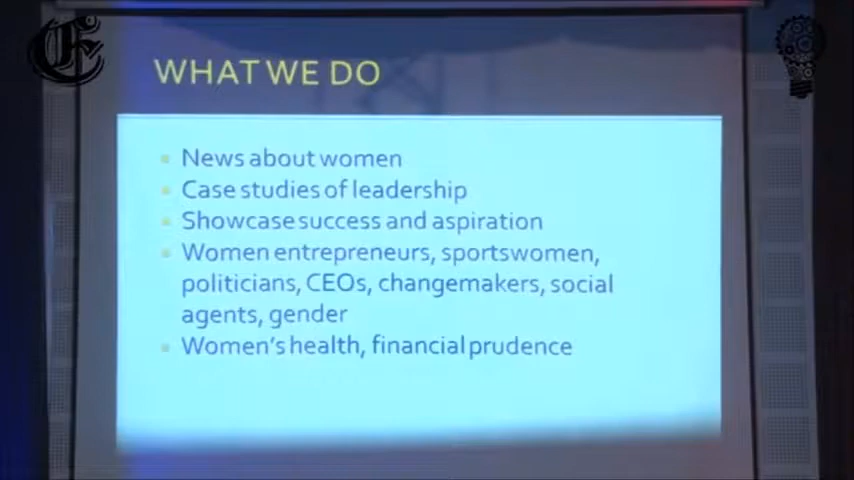 WHAT WE DO
News about women
Case studies of leadership
Showcase success and aspiration
Women entrepreneurs, sportswomen,
politicians, CEOs, changemakers, social
agents, gender
Women's health, financial prudence